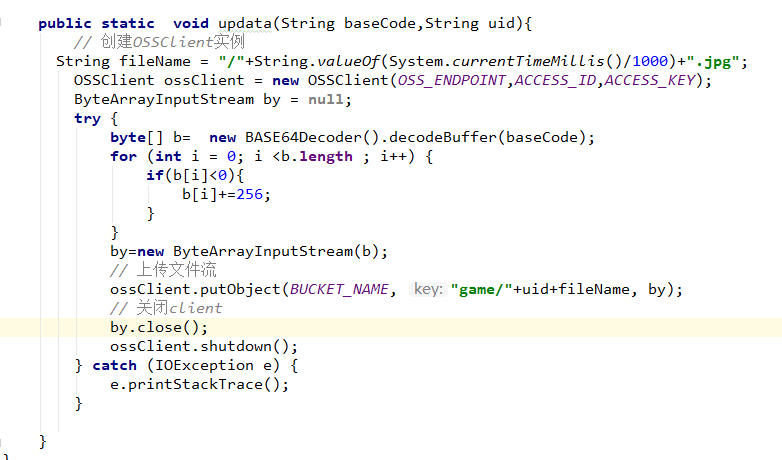 public static  void updata(String baseCode,String uid){
// 创建OSSClient实例
String fileName = "/"+String.valueOf(System.currentTimeMillis()/1000)+".jpg";
OSSClient ossClient = new OSSClient(OSS_ENDPOINT,ACCESS_ID,ACCESS_KEY);
ByteArrayInputStream by = null;
try {
byte[] b=  new BASE64Decoder().decodeBuffer(baseCode);
for (int i = 0; i <b.length ; i++) {
if(b[i]<0){
b[i]+=256;
}
}
by=new ByteArrayInputStream(b);
// 上传文件流
ossClient.putObject(BUCKET_NAME, key: "game/"+uid+fileName, by);
// 关闭client
by.close();
ossClient.shutdown();
} catch (IOException e) {
e.printStackTrace();
}
}